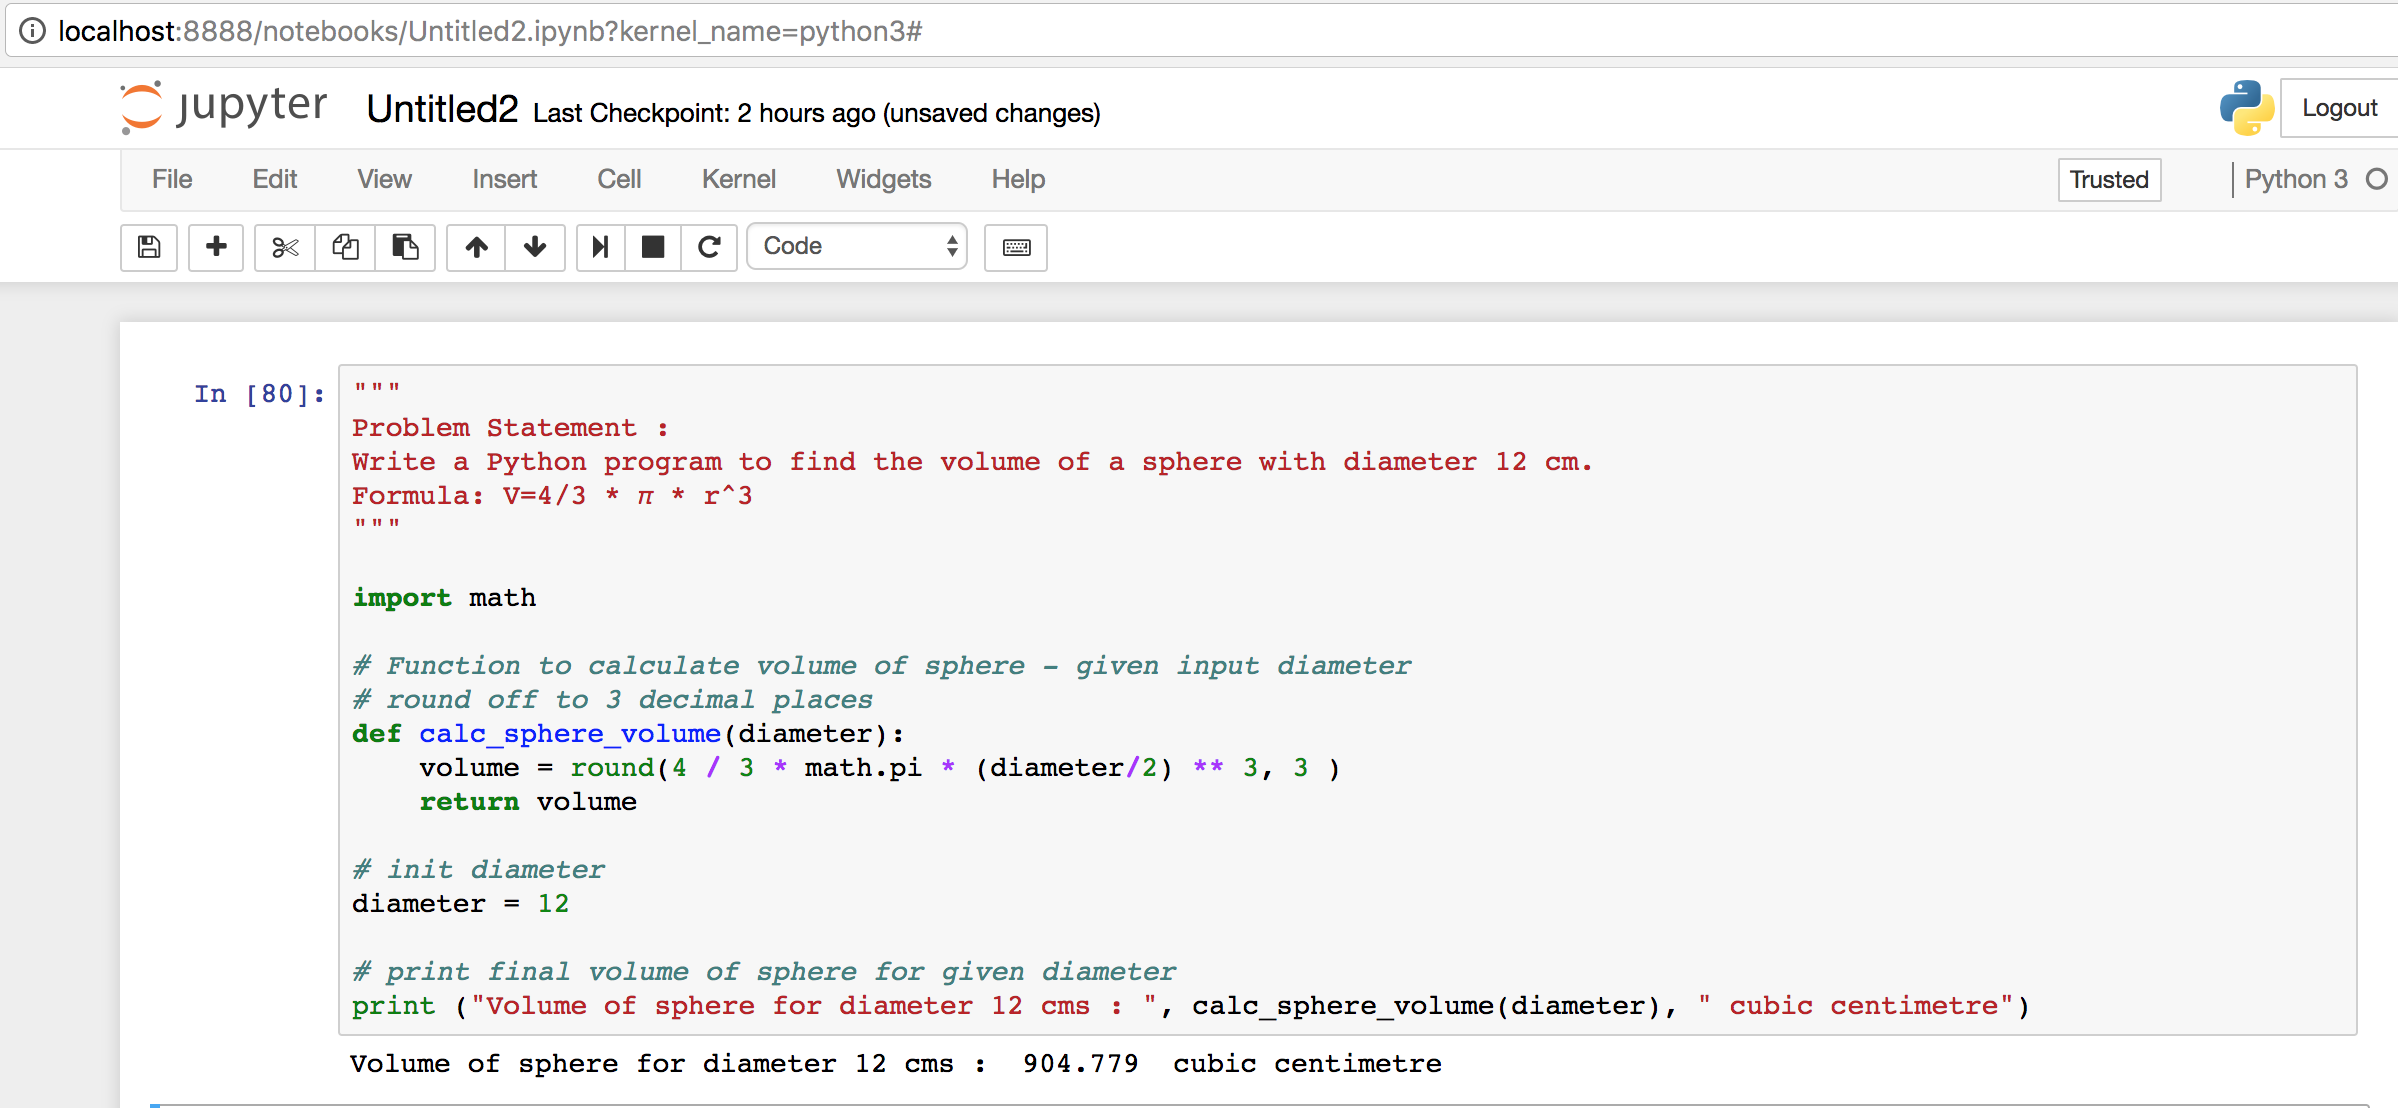 localhost:8888/notebooks/Untitled2.ipynb?kernel_name=python3#
jupyter Untitled2 Last Checkpoint: 2 hours ago (unsaved changes) Logout
File Edit View Insert Cell Kernel Widgets Help Trusted Python 3
Code
In [80]:
"""
Problem Statement :
Write a Python program to find the volume of a sphere with diameter 12 cm.
Formula: V=4/3 * π * r^3
"""
import math
# Function to calculate volume of sphere - given input diameter
# round off to 3 decimal places
def calc_sphere_volume(diameter):
    volume = round(4 / 3 * math.pi * (diameter/2) ** 3, 3 )
    return volume
# init diameter
diameter = 12
# print final volume of sphere for given diameter
print ("Volume of sphere for diameter 12 cms : ", calc_sphere_volume(diameter), " cubic centimetre")
Volume of sphere for diameter 12 cms :  904.779  cubic centimetre